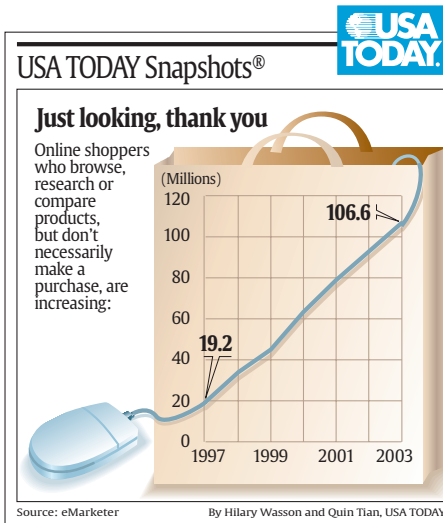 USA
TODAY.
USA TODAY Snapshots®
Just looking, thank you
Online shoppers
who browse,
research or
compare
products,
but don't
necessarily
make a
purchase, are
increasing:
(Millions)
120
100
80
60
40
20
0
106.6
19.2
1997
1999
2001
2003
Source: eMarketer
By Hilary Wasson and Quin Tian, USA TODAY